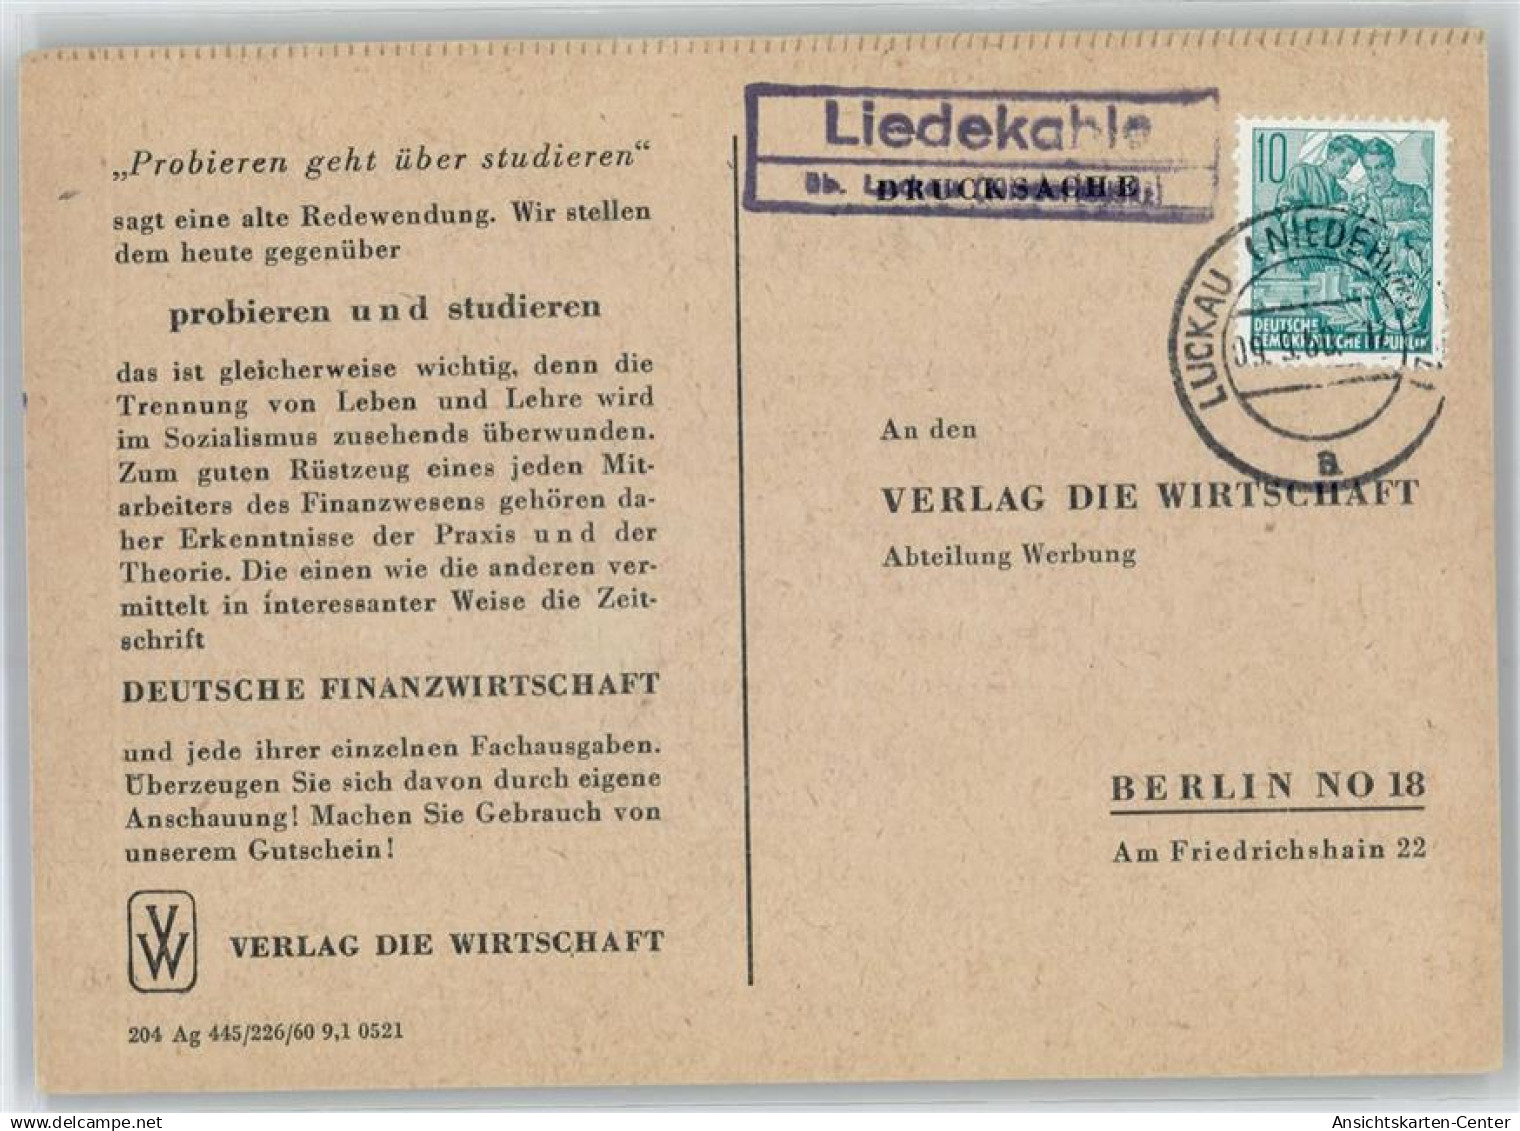 „Probieren geht über studieren“
sagt eine alte Redewendung. Wir stellen
dem heute gegenüber
probieren und studieren
das ist gleicherweise wichtig, denn die
Trennung von Leben und Lehre wird
im Sozialismus zusehends überwunden.
Zum guten Rüstzeug eines jeden Mit-
arbeiters des Finanzwesens gehören da-
her Erkenntnisse der Praxis und der
Theorie. Die einen wie die anderen ver-
mittelt in interessanter Weise die Zeit-
schrift
DEUTSCHE FINANZWIRTSCHAFT
und jede ihrer einzelnen Fachausgaben.
Überzeugen Sie sich davon durch eigene
Anschauung! Machen Sie Gebrauch von
unserem Gutschein!
VW
VERLAG DIE WIRTSCHAFT
204 Ag 445/226/60 9,1 0521
Liedekahle
DRUCKSACHE
10
DEUTSCHE
DEMOKRATISCHE REPUBLIK
LUCKAU
a
An den
VERLAG DIE WIRTSCHAFT
Abteilung Werbung
BERLIN NO 18
Am Friedrichshain 22
Ansichtskarten-Center